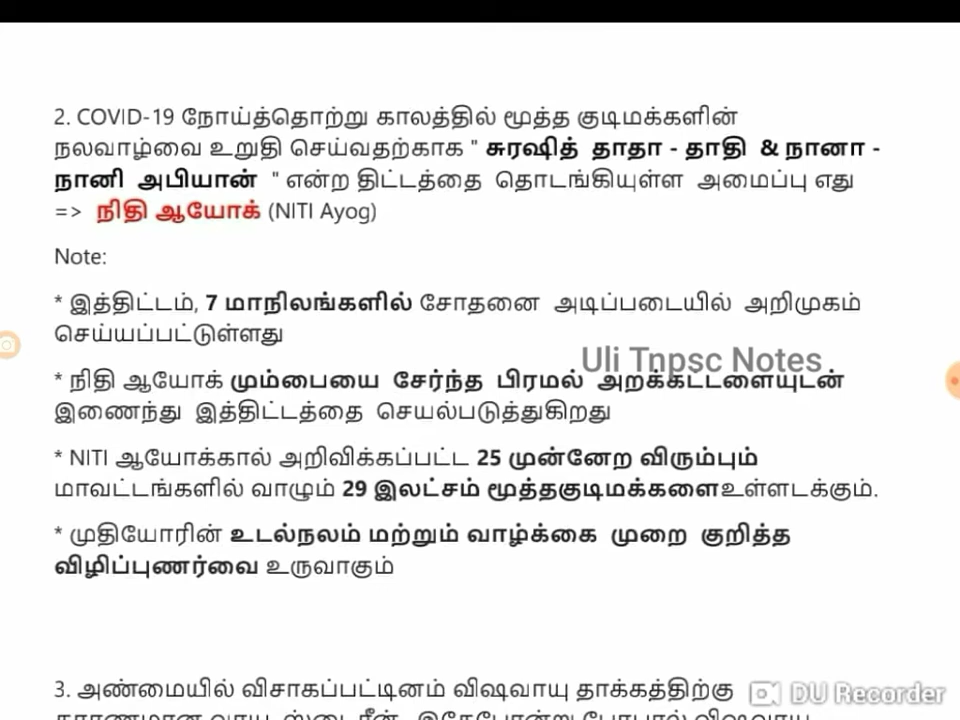 2. COVID-19 நோய்த்தொற்று காலத்தில் மூத்த குடிமக்களின்
நலவாழ்வை உறுதி செய்வதற்காக " சுரஷித் தாதா - தாதி & நானா -
நானி அபியான் " என்ற திட்டத்தை தொடங்கியுள்ள அமைப்பு எது
=> நிதி ஆயோக் (NITI Ayog)
Note:
* இத்திட்டம், 7 மாநிலங்களில் சோதனை அடிப்படையில் அறிமுகம்
செய்யப்பட்டுள்ளது
Uli Tnpsc Notes
* நிதி ஆயோக் மும்பையை சேர்ந்த பிரமல் அறக்கட்டளையுடன்
இணைந்து இத்திட்டத்தை செயல்படுத்துகிறது
* NITI ஆயோக்கால் அறிவிக்கப்பட்ட 25 முன்னேற விரும்பும்
மாவட்டங்களில் வாழும் 29 இலட்சம் மூத்தகுடிமக்களைஉள்ளடக்கும்.
* முதியோரின் உடல்நலம் மற்றும் வாழ்க்கை முறை குறித்த
விழிப்புணர்வை உருவாகும்
3. அண்மையில் விசாகப்பட்டினம் விஷவாயு தாக்கத்திற்கு
DU Recorder